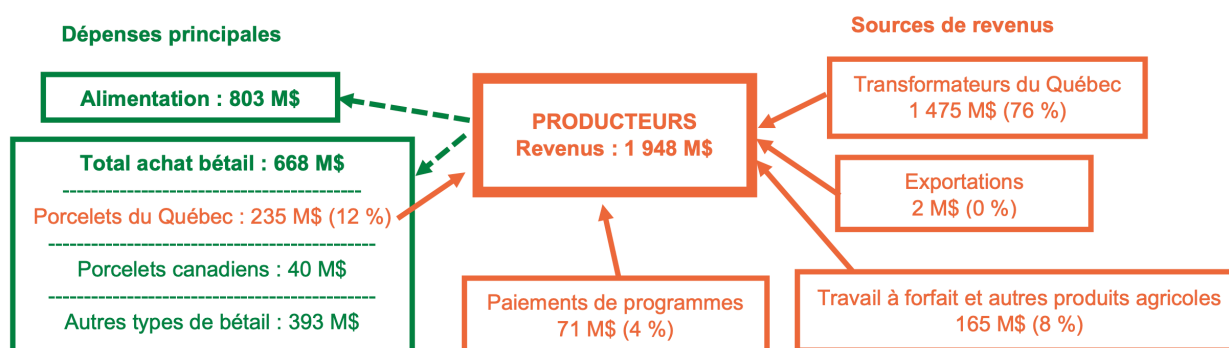 Dépenses principales
Alimentation : 803 M$
Total achat bétail : 668 M$
Porcelets du Québec : 235 M$ (12 %)
Porcelets canadiens : 40 M$
Autres types de bétail : 393 M$
PRODUCTEURS
Revenus : 1 948 M$
Paiements de programmes
71 M$ (4 %)
Sources de revenus
Transformateurs du Québec
1 475 M$ (76 %)
Exportations
2 M$ (0 %)
Travail à forfait et autres produits agricoles
165 M$ (8 %)